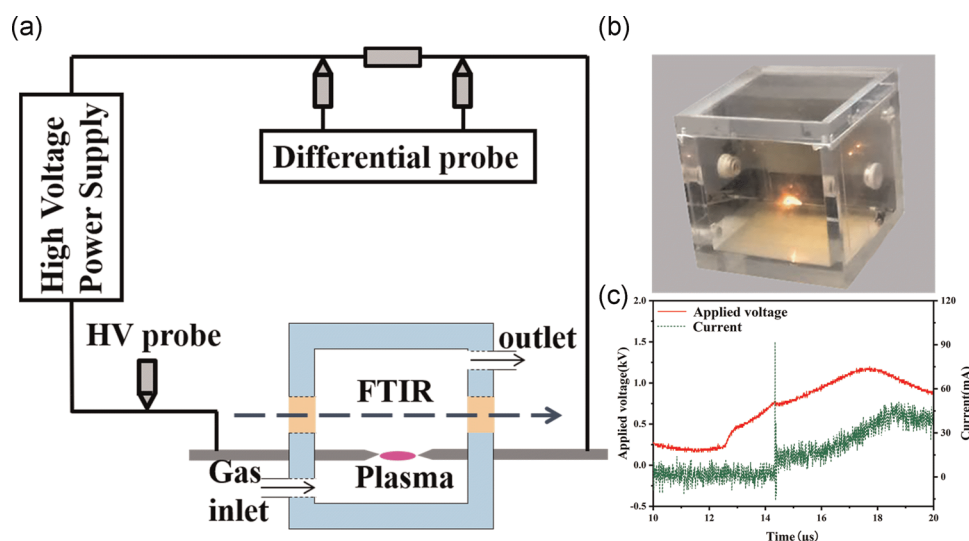 (a)
High Voltage
Power Supply
Differential probe
HV probe
outlet
FTIR
Gas
inlet
Plasma
(b)
(c)
Applied voltage
Current
2.0
1.5
1.0
0.5
0.0
-0.5
Applied voltage(kV)
120
90
60
30
0
Current(mA)
10
12
14
16
18
20
Time(μs)